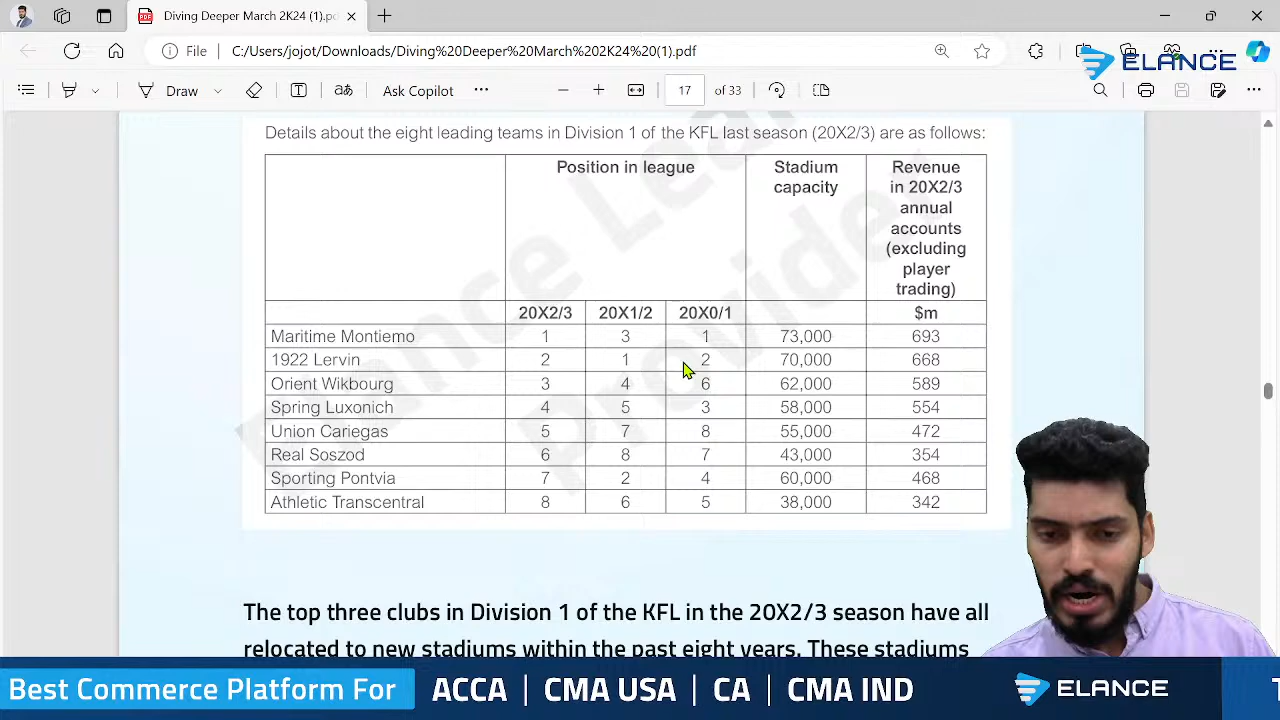 Diving Deeper March 2K24 (1).pd
File C:/Users/jojot/Downloads/Diving%20Deeper%20March%202K24%20(1).pdf
ELANCE
Draw aあ Ask Copilot 17 of 33
Details about the eight leading teams in Division 1 of the KFL last season (20X2/3) are as follows:
Position in league Stadium capacity Revenue in 20X2/3 annual accounts (excluding player trading)
20X2/3 20X1/2 20X0/1 $m
Maritime Montiemo 1 3 1 73,000 693
1922 Lervin 2 1 2 70,000 668
Orient Wikbourg 3 4 6 62,000 589
Spring Luxonich 4 5 3 58,000 554
Union Cariegas 5 7 8 55,000 472
Real Soszod 6 8 7 43,000 354
Sporting Pontvia 7 2 4 60,000 468
Athletic Transcentral 8 6 5 38,000 342
The top three clubs in Division 1 of the KFL in the 20X2/3 season have all
relocated to new stadiums within the past eight years. These stadiums
Best Commerce Platform For ACCA | CMA USA | CA | CMA IND ELANCE